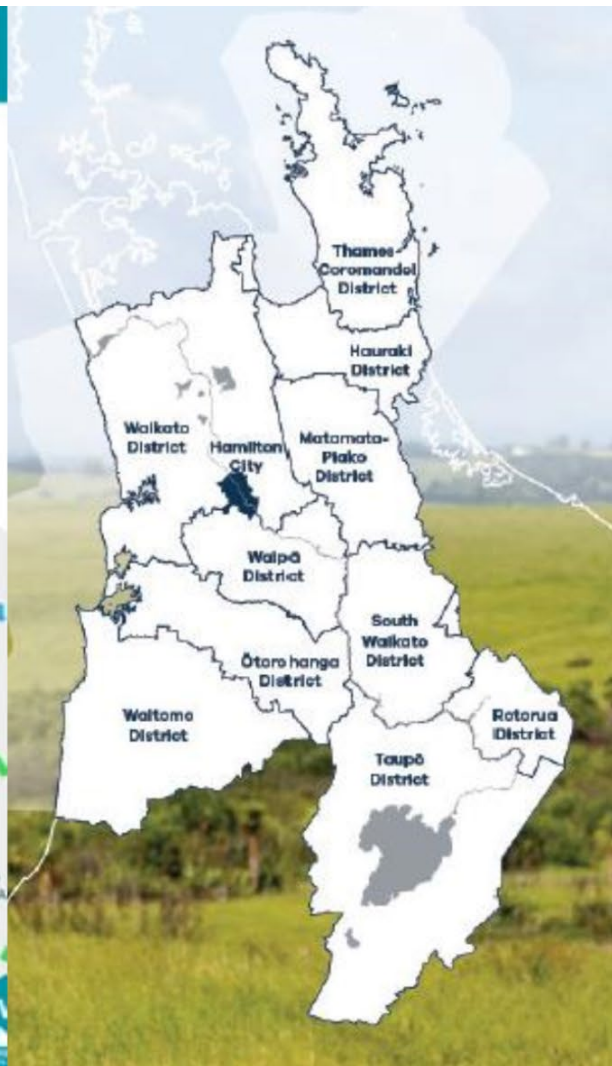 Thames-
Coromandel
District
Hauraki
District
Waikato
District
Hamilton
City
Matamata-
Piako
District
Waipā
District
South
Waikato
District
Ōtorohanga
District
Waitomo
District
Rotorua
District
Taupō
District